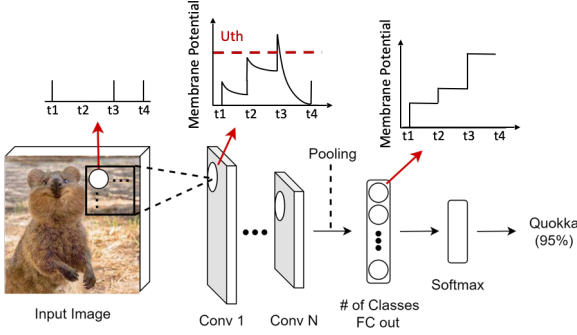 Membrane Potential
Uth
t1 t2 t3 t4
Membrane Potential
t1 t2 t3 t4
t1 t2 t3 t4
Pooling
Input Image
Conv 1
Conv N
# of Classes
FC out
Softmax
Quokka
(95%)